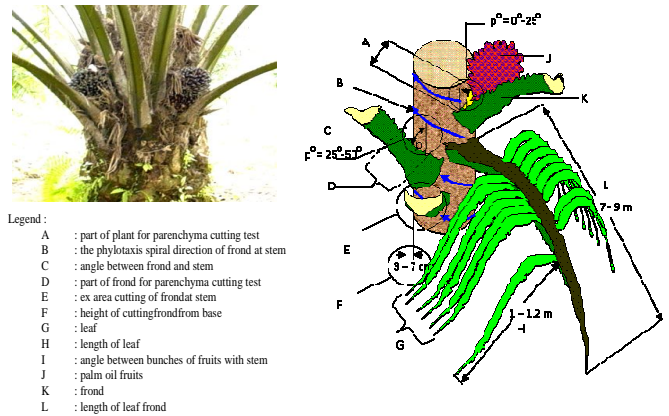 Legend :
A : part of plant for parenchyma cutting test
B : the phylotaxis spiral direction of frond at stem
C : angle between frond and stem
D : part of frond for parenchyma cutting test
E : ex area cutting of frondat stem
F : height of cuttingfrondfrom base
G : leaf
H : length of leaf
I : angle between bunches of fruits with stem
J : palm oil fruits
K : frond
L : length of leaf frond
p°=0°-25°
A
J
B
K
C
D
L
7-9 m
E
3-7 cm
F
1-1.2 m
G